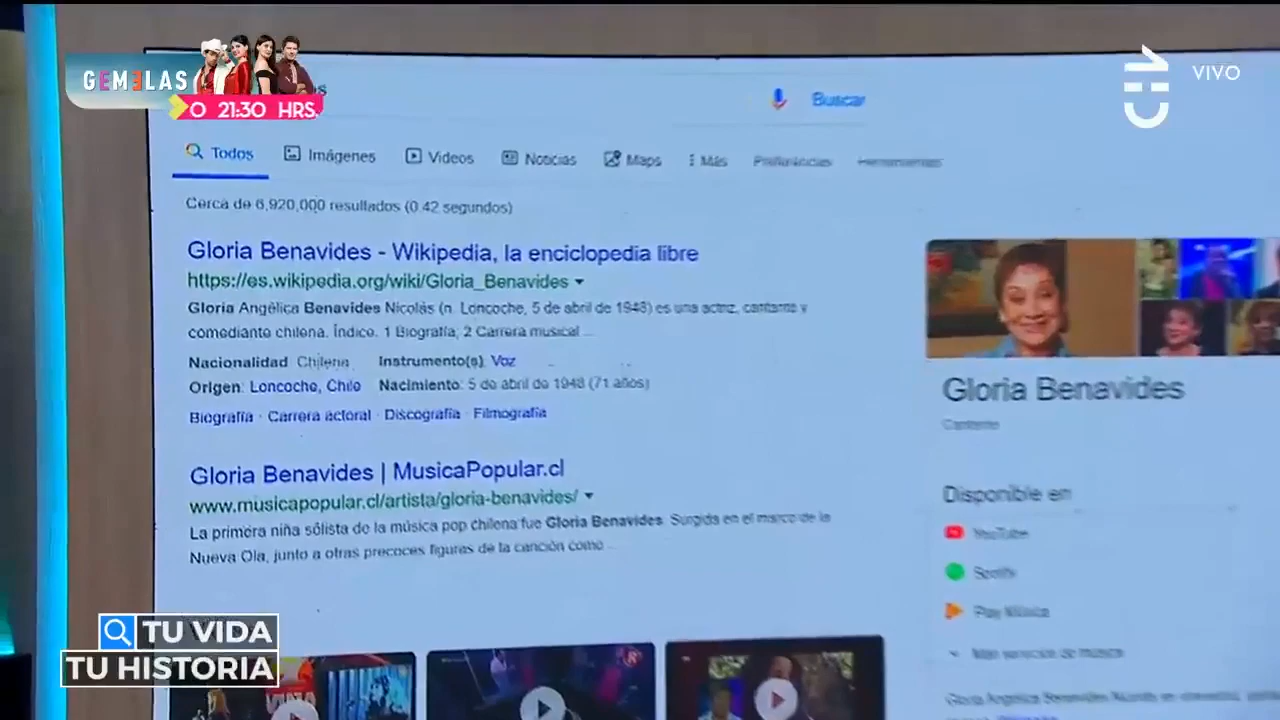 GEMELAS
O 21:30 HRS.
VIVO
Buscar
Todos
Imágenes
Videos
Noticias
Maps
Más
Preferencias
Herramientas
Cerca de 6,920,000 resultados (0.42 segundos)
Gloria Benavides - Wikipedia, la enciclopedia libre
https://es.wikipedia.org/wiki/Gloria_Benavides
Gloria Angélica Benavides Nicolás (n. Loncoche, 5 de abril de 1948) es una actriz, cantante y
comediante chilena. Índice. 1 Biografía; 2 Carrera musical ...
Nacionalidad Chilena Instrumento(s): Voz
Origen: Loncoche, Chile Nacimiento: 5 de abril de 1948 (71 años)
Biografía · Carrera actoral · Discografía · Filmografía
Gloria Benavides | MusicaPopular.cl
www.musicapopular.cl/artista/gloria-benavides/
La primera niña solista de la música pop chilena fue Gloria Benavides. Surgida en el marco de la
Nueva Ola, junto a otras precoces figuras de la canción como ...
Gloria Benavides
Cantante
Disponible en
YouTube
Spotify
Play Música
Más servicios de música
TU VIDA
TU HISTORIA